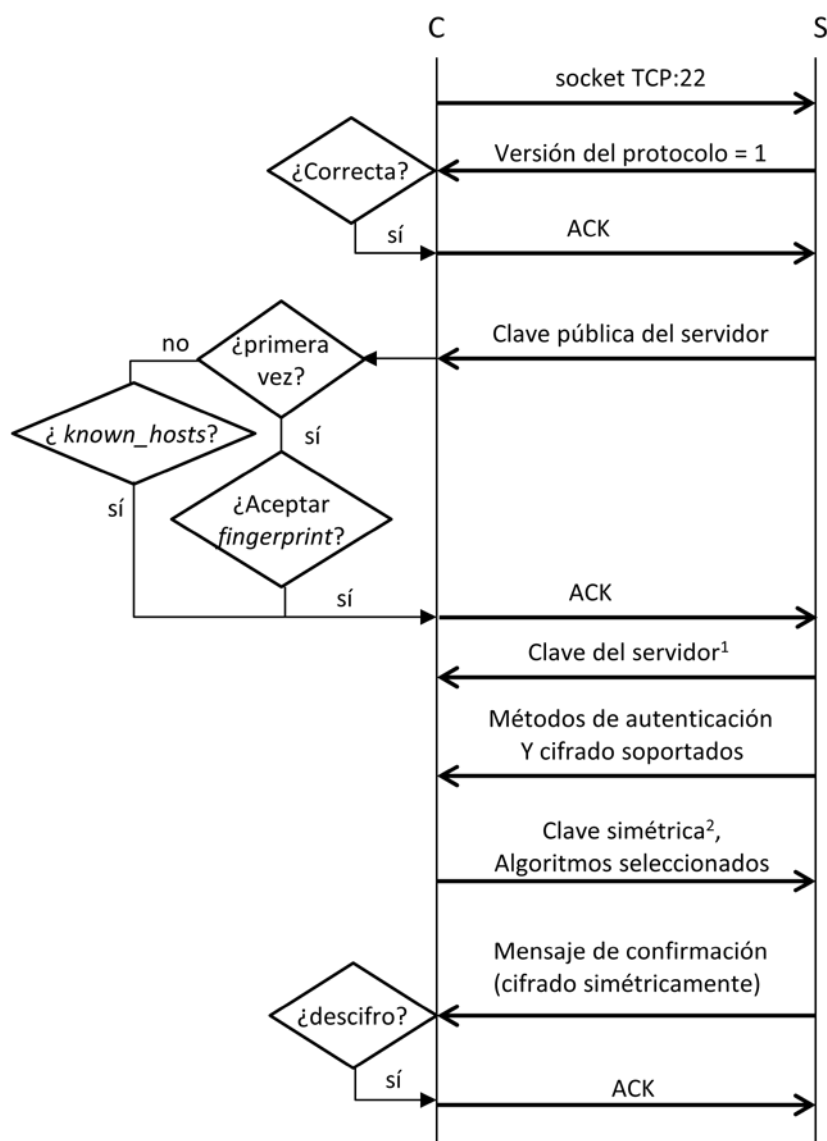 C
S
socket TCP:22
¿Correcta?
Versión del protocolo = 1
sí
ACK
Clave pública del servidor
no
¿primera
vez?
¿ known_hosts?
sí
sí
¿Aceptar
fingerprint?
sí
ACK
Clave del servidor¹
Métodos de autenticación
Y cifrado soportados
Clave simétrica²,
Algoritmos seleccionados
Mensaje de confirmación
(cifrado simétricamente)
¿descifro?
sí
ACK